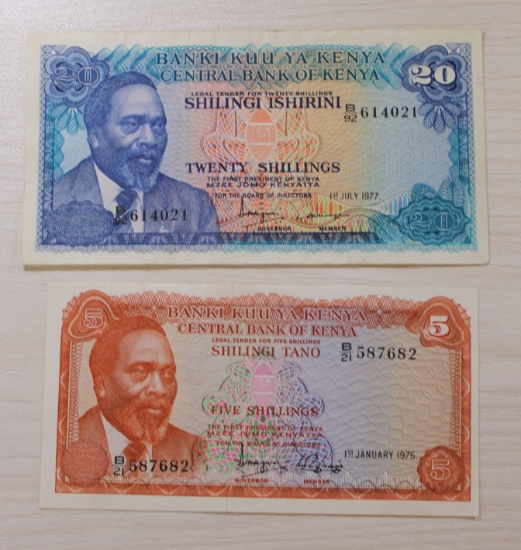 20
BANKI KUU YA KENYA
CENTRAL BANK OF KENYA
20
LEGAL TENDER FOR TWENTY SHILLINGS
SHILINGI ISHIRINI
B/92 614021
TWENTY SHILLINGS
THE FIRST PRESIDENT OF KENYA
MZEE JOMO KENYATTA
FOR THE BOARD OF DIRECTORS
1ST JULY 1977
B/92 614021
GOVERNOR MEMBER
20
5
BANKI KUU YA KENYA
CENTRAL BANK OF KENYA
5
LEGAL TENDER FOR FIVE SHILLINGS
SHILINGI TANO
B/21 587682
FIVE SHILLINGS
THE FIRST PRESIDENT OF KENYA
MZEE JOMO KENYATTA
FOR THE BOARD OF DIRECTORS
1ST JANUARY 1975
B/21 587682
GOVERNOR MEMBER
5